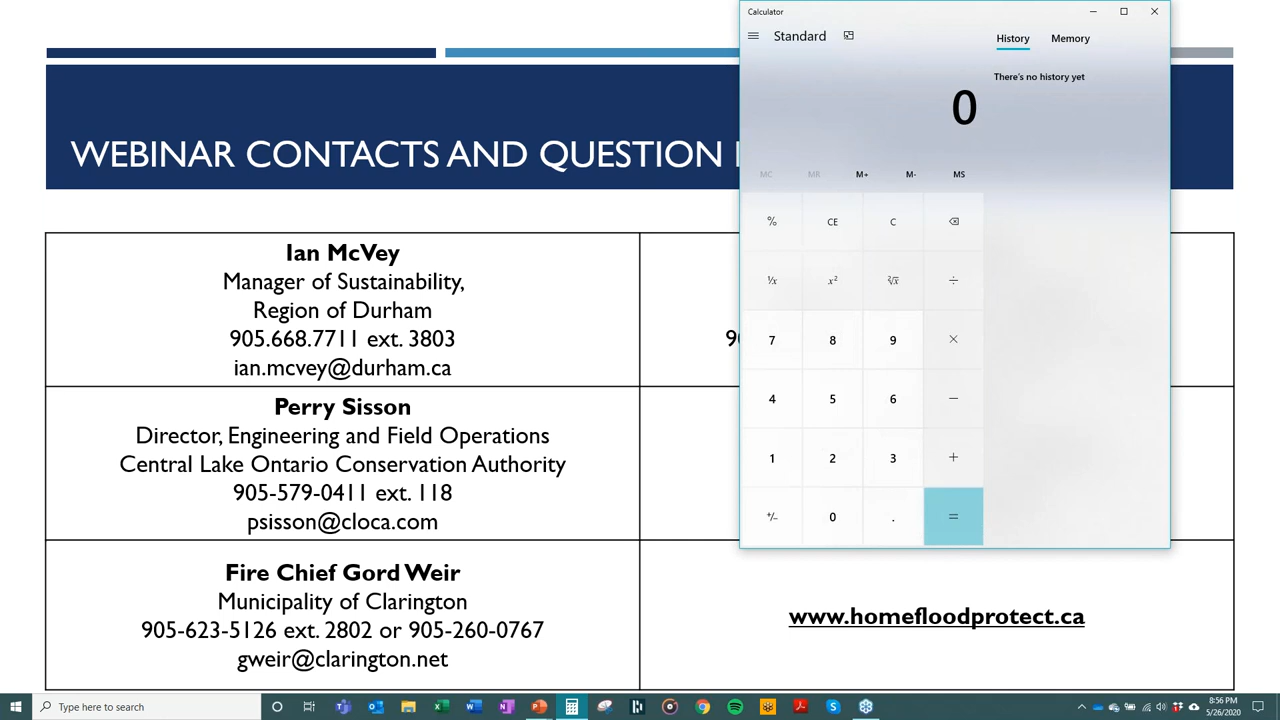 WEBINAR CONTACTS AND QUESTION
Ian McVey
Manager of Sustainability,
Region of Durham
905.668.7711 ext. 3803
ian.mcvey@durham.ca
Perry Sisson
Director, Engineering and Field Operations
Central Lake Ontario Conservation Authority
905-579-0411 ext. 118
psisson@cloca.com
Fire Chief Gord Weir
Municipality of Clarington
905-623-5126 ext. 2802 or 905-260-0767
gweir@clarington.net
www.homefloodprotect.ca
Calculator
Standard
History Memory
There's no history yet
0
MC MR M+ M- MS
% CE C
⅟x x² ²√x ÷
7 8 9 ×
4 5 6 −
1 2 3 +
+/− 0 . =
Type here to search
8:56 PM
5/26/2020